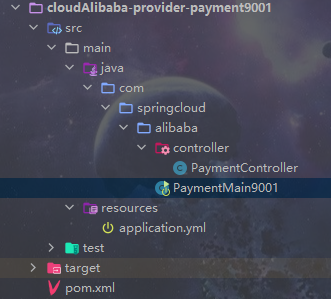 cloudAlibaba-provider-payment9001
src
main
java
com
springcloud
alibaba
controller
PaymentController
PaymentMain9001
resources
application.yml
test
target
pom.xml